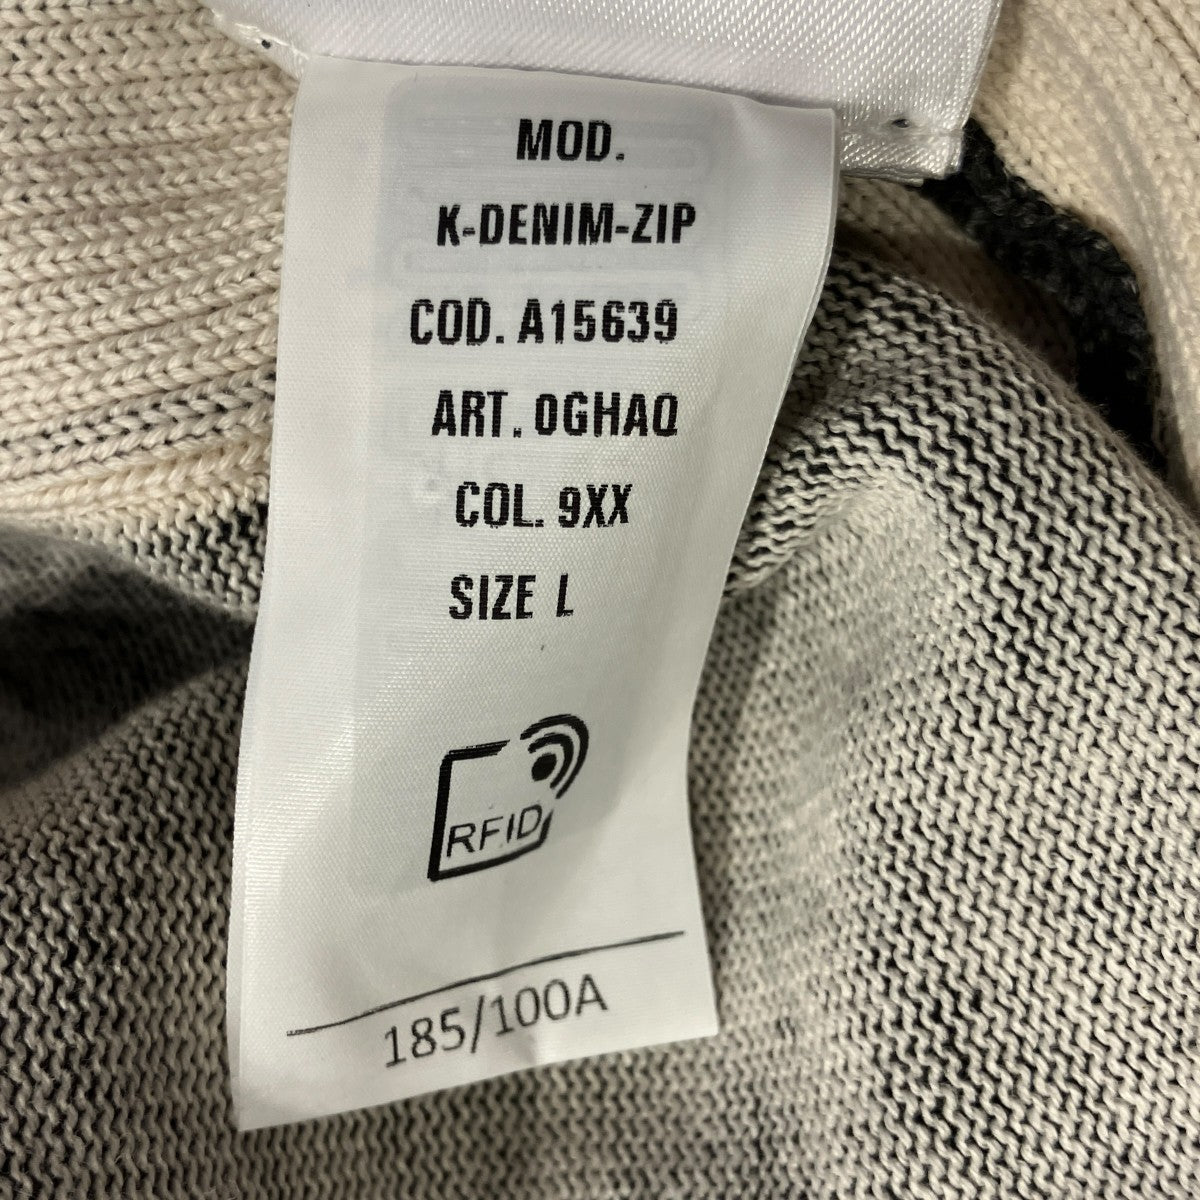 MOD.
K-DENIM-ZIP
COD. A15639
ART. 0GHAQ
COL. 9XX
SIZE L
RFID
185/100A